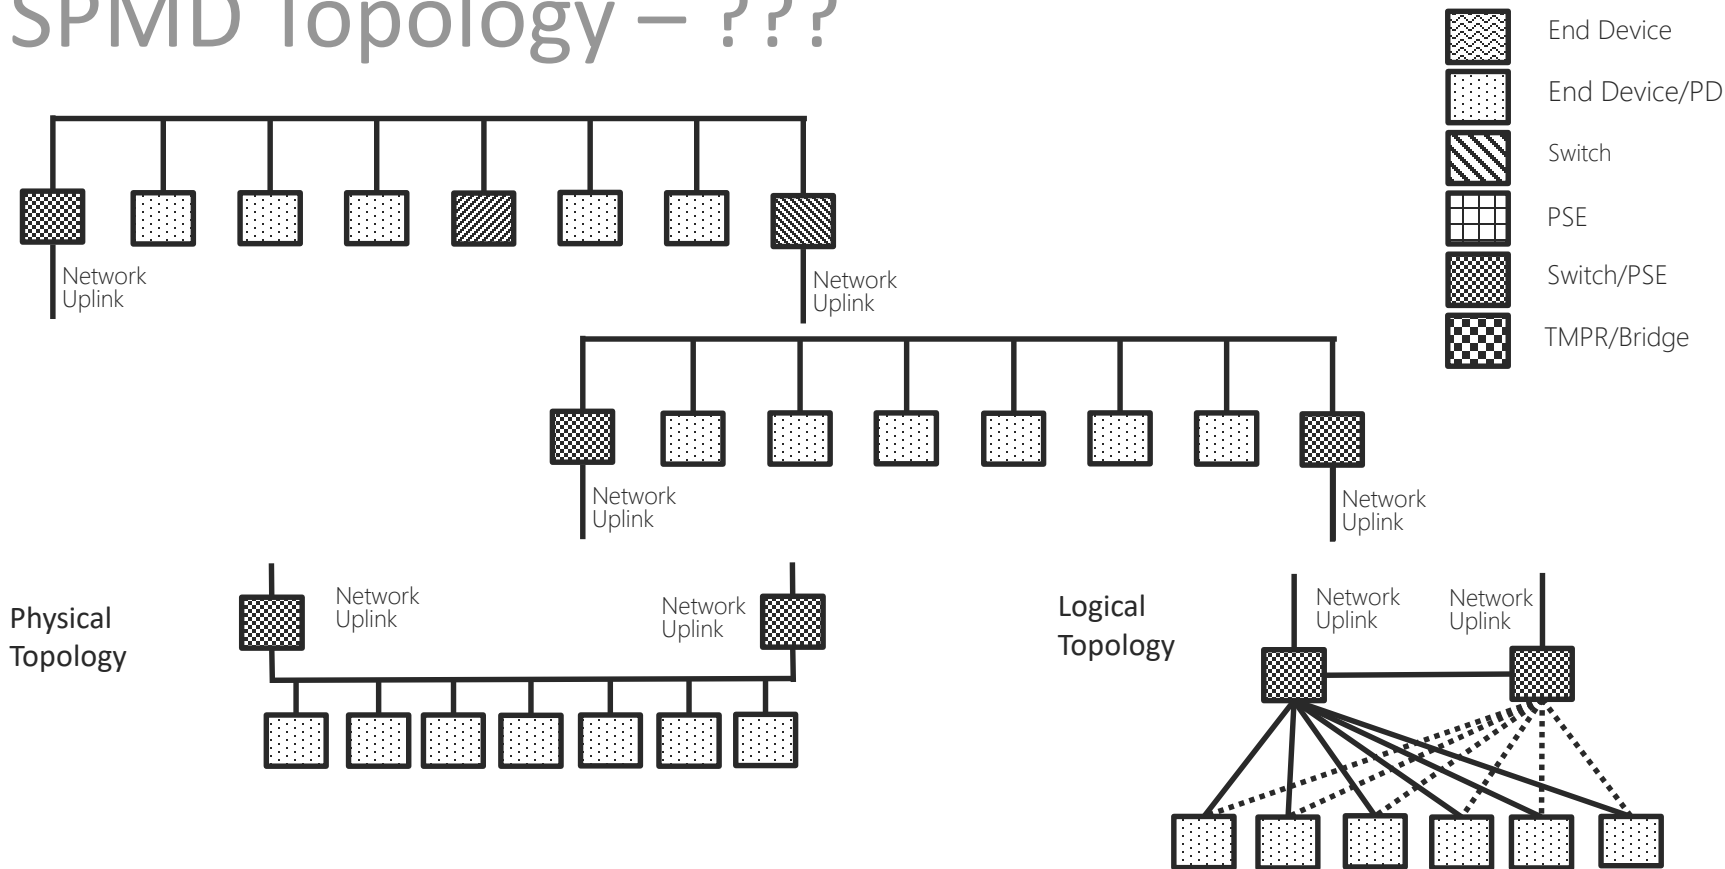 SPMD Topology – ???
End Device
End Device/PD
Switch
PSE
Switch/PSE
TMPR/Bridge
Network
Uplink
Network
Uplink
Network
Uplink
Network
Uplink
Physical
Topology
Network
Uplink
Network
Uplink
Logical
Topology
Network
Uplink
Network
Uplink